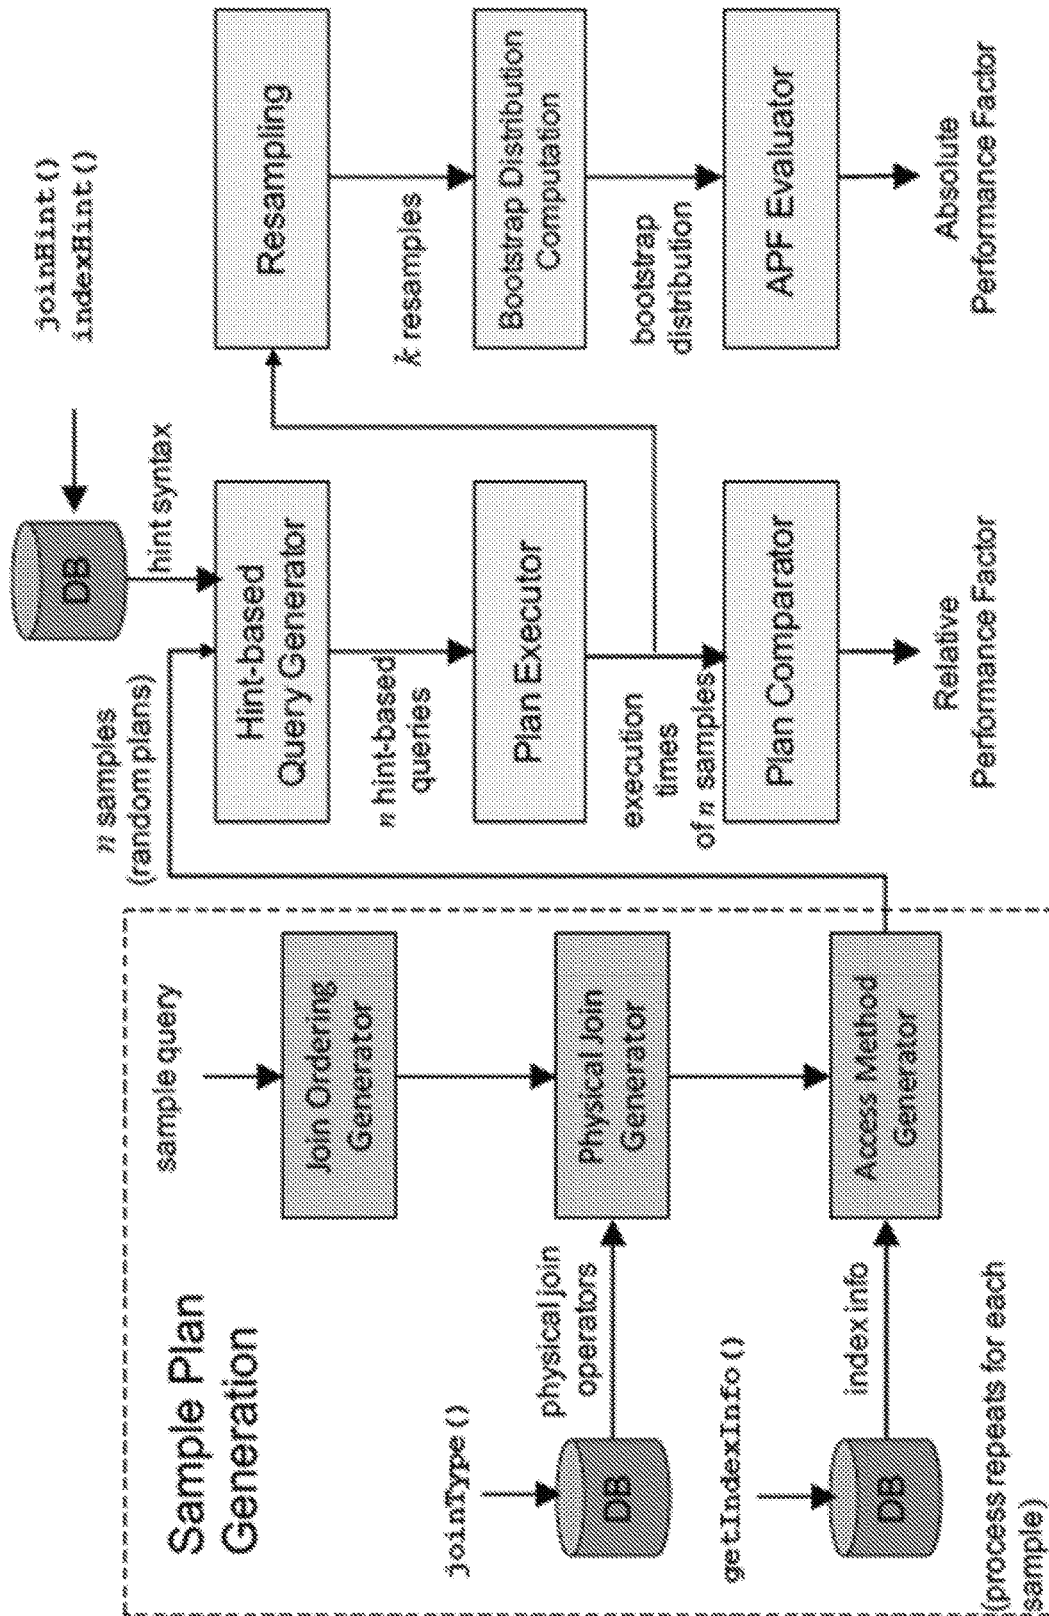 Sample Plan
Generation
sample query
Join Ordering
Generator
joinType()
DB
physical join
operators
Physical Join
Generator
getIndexInfo()
DB
index info
Access Method
Generator
(process repeats for each
sample)
n samples
(random plans)
joinHint()
indexHint()
DB
hint syntax
Hint-based
Query Generator
n hint-based
queries
Plan Executor
execution
times
of n samples
Plan Comparator
Relative
Performance Factor
Resampling
k resamples
Bootstrap Distribution
Computation
bootstrap
distribution
APF Evaluator
Absolute
Performance Factor